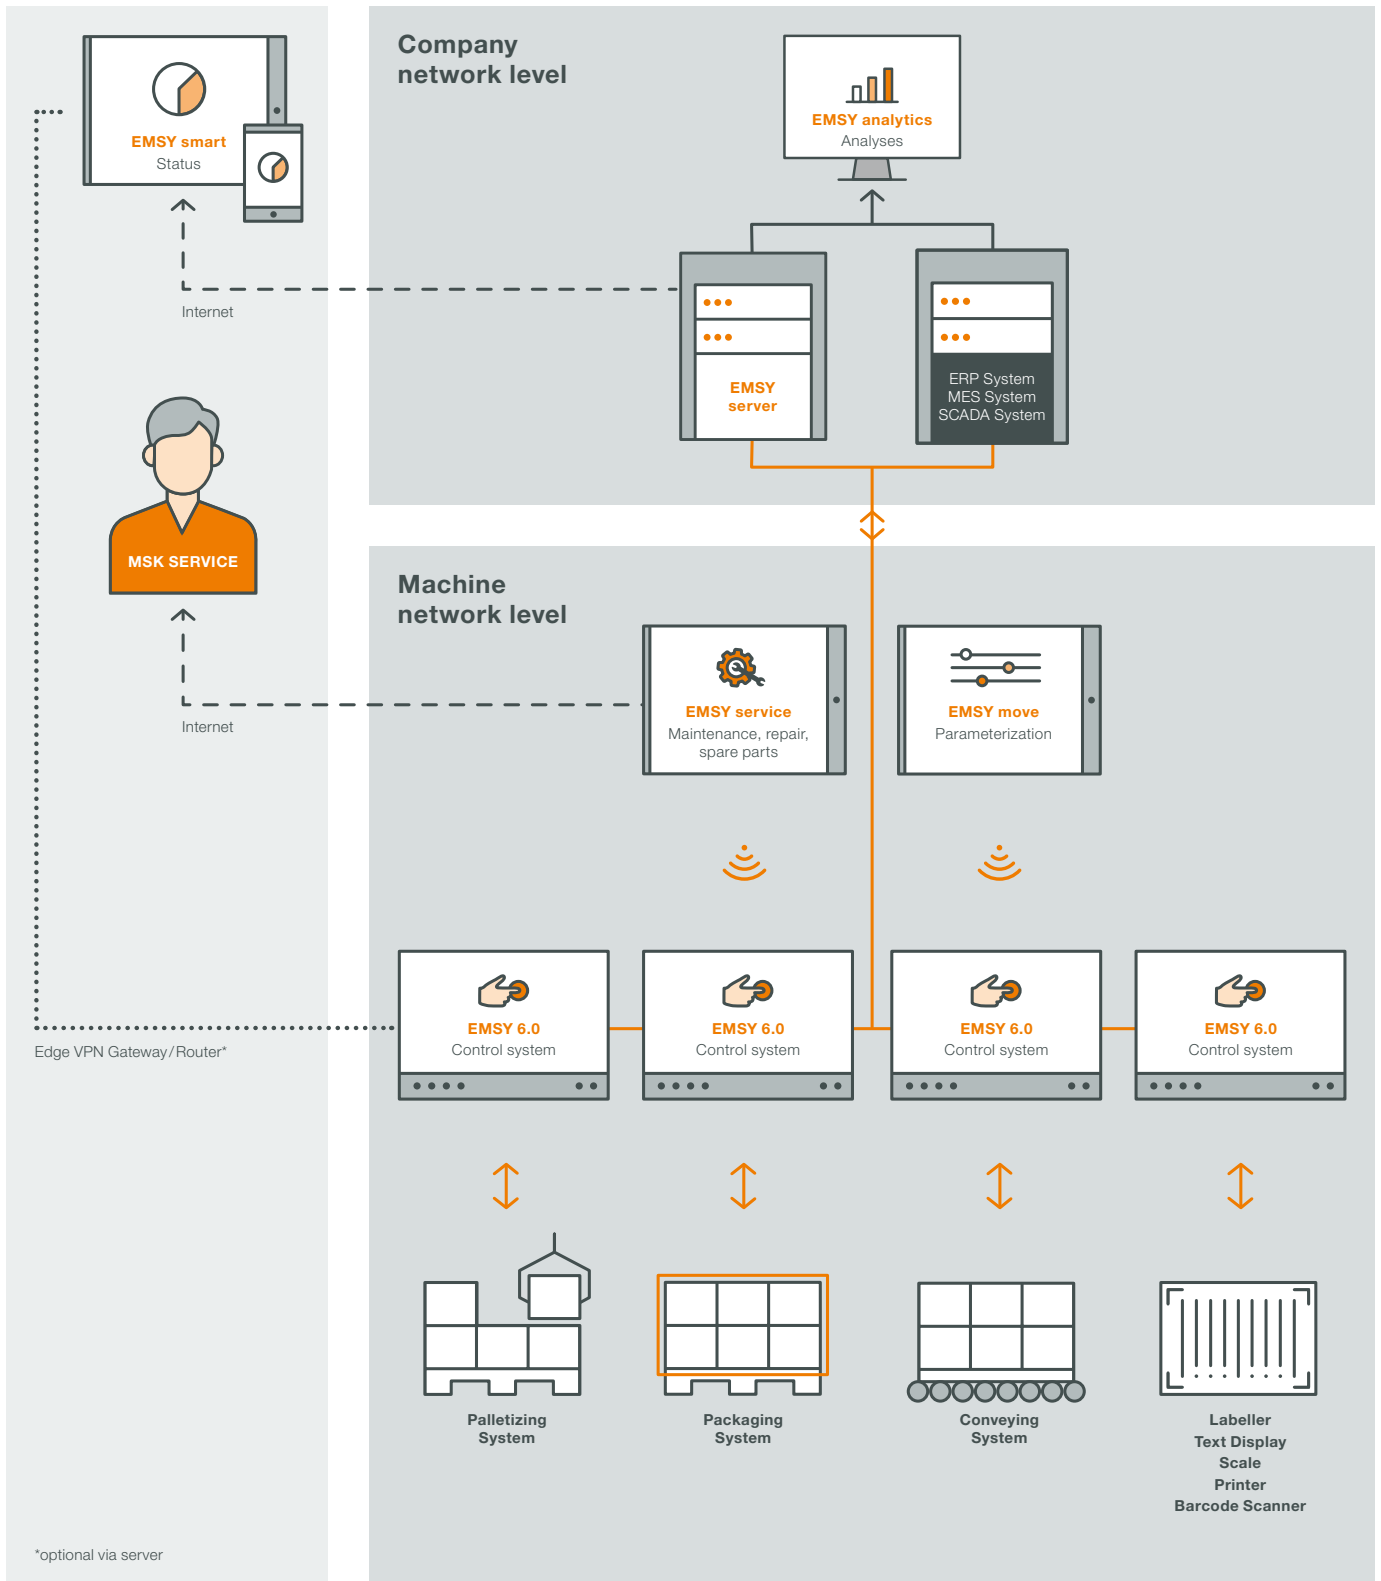 EMSY smart
Status
Internet
MSK SERVICE
Internet
Edge VPN Gateway/Router*
*optional via server
Company
network level
EMSY analytics
Analyses
EMSY
server
ERP System
MES System
SCADA System
Machine
network level
EMSY service
Maintenance, repair,
spare parts
EMSY move
Parameterization
EMSY 6.0
Control system
EMSY 6.0
Control system
EMSY 6.0
Control system
EMSY 6.0
Control system
Palletizing
System
Packaging
System
Conveying
System
Labeller
Text Display
Scale
Printer
Barcode Scanner